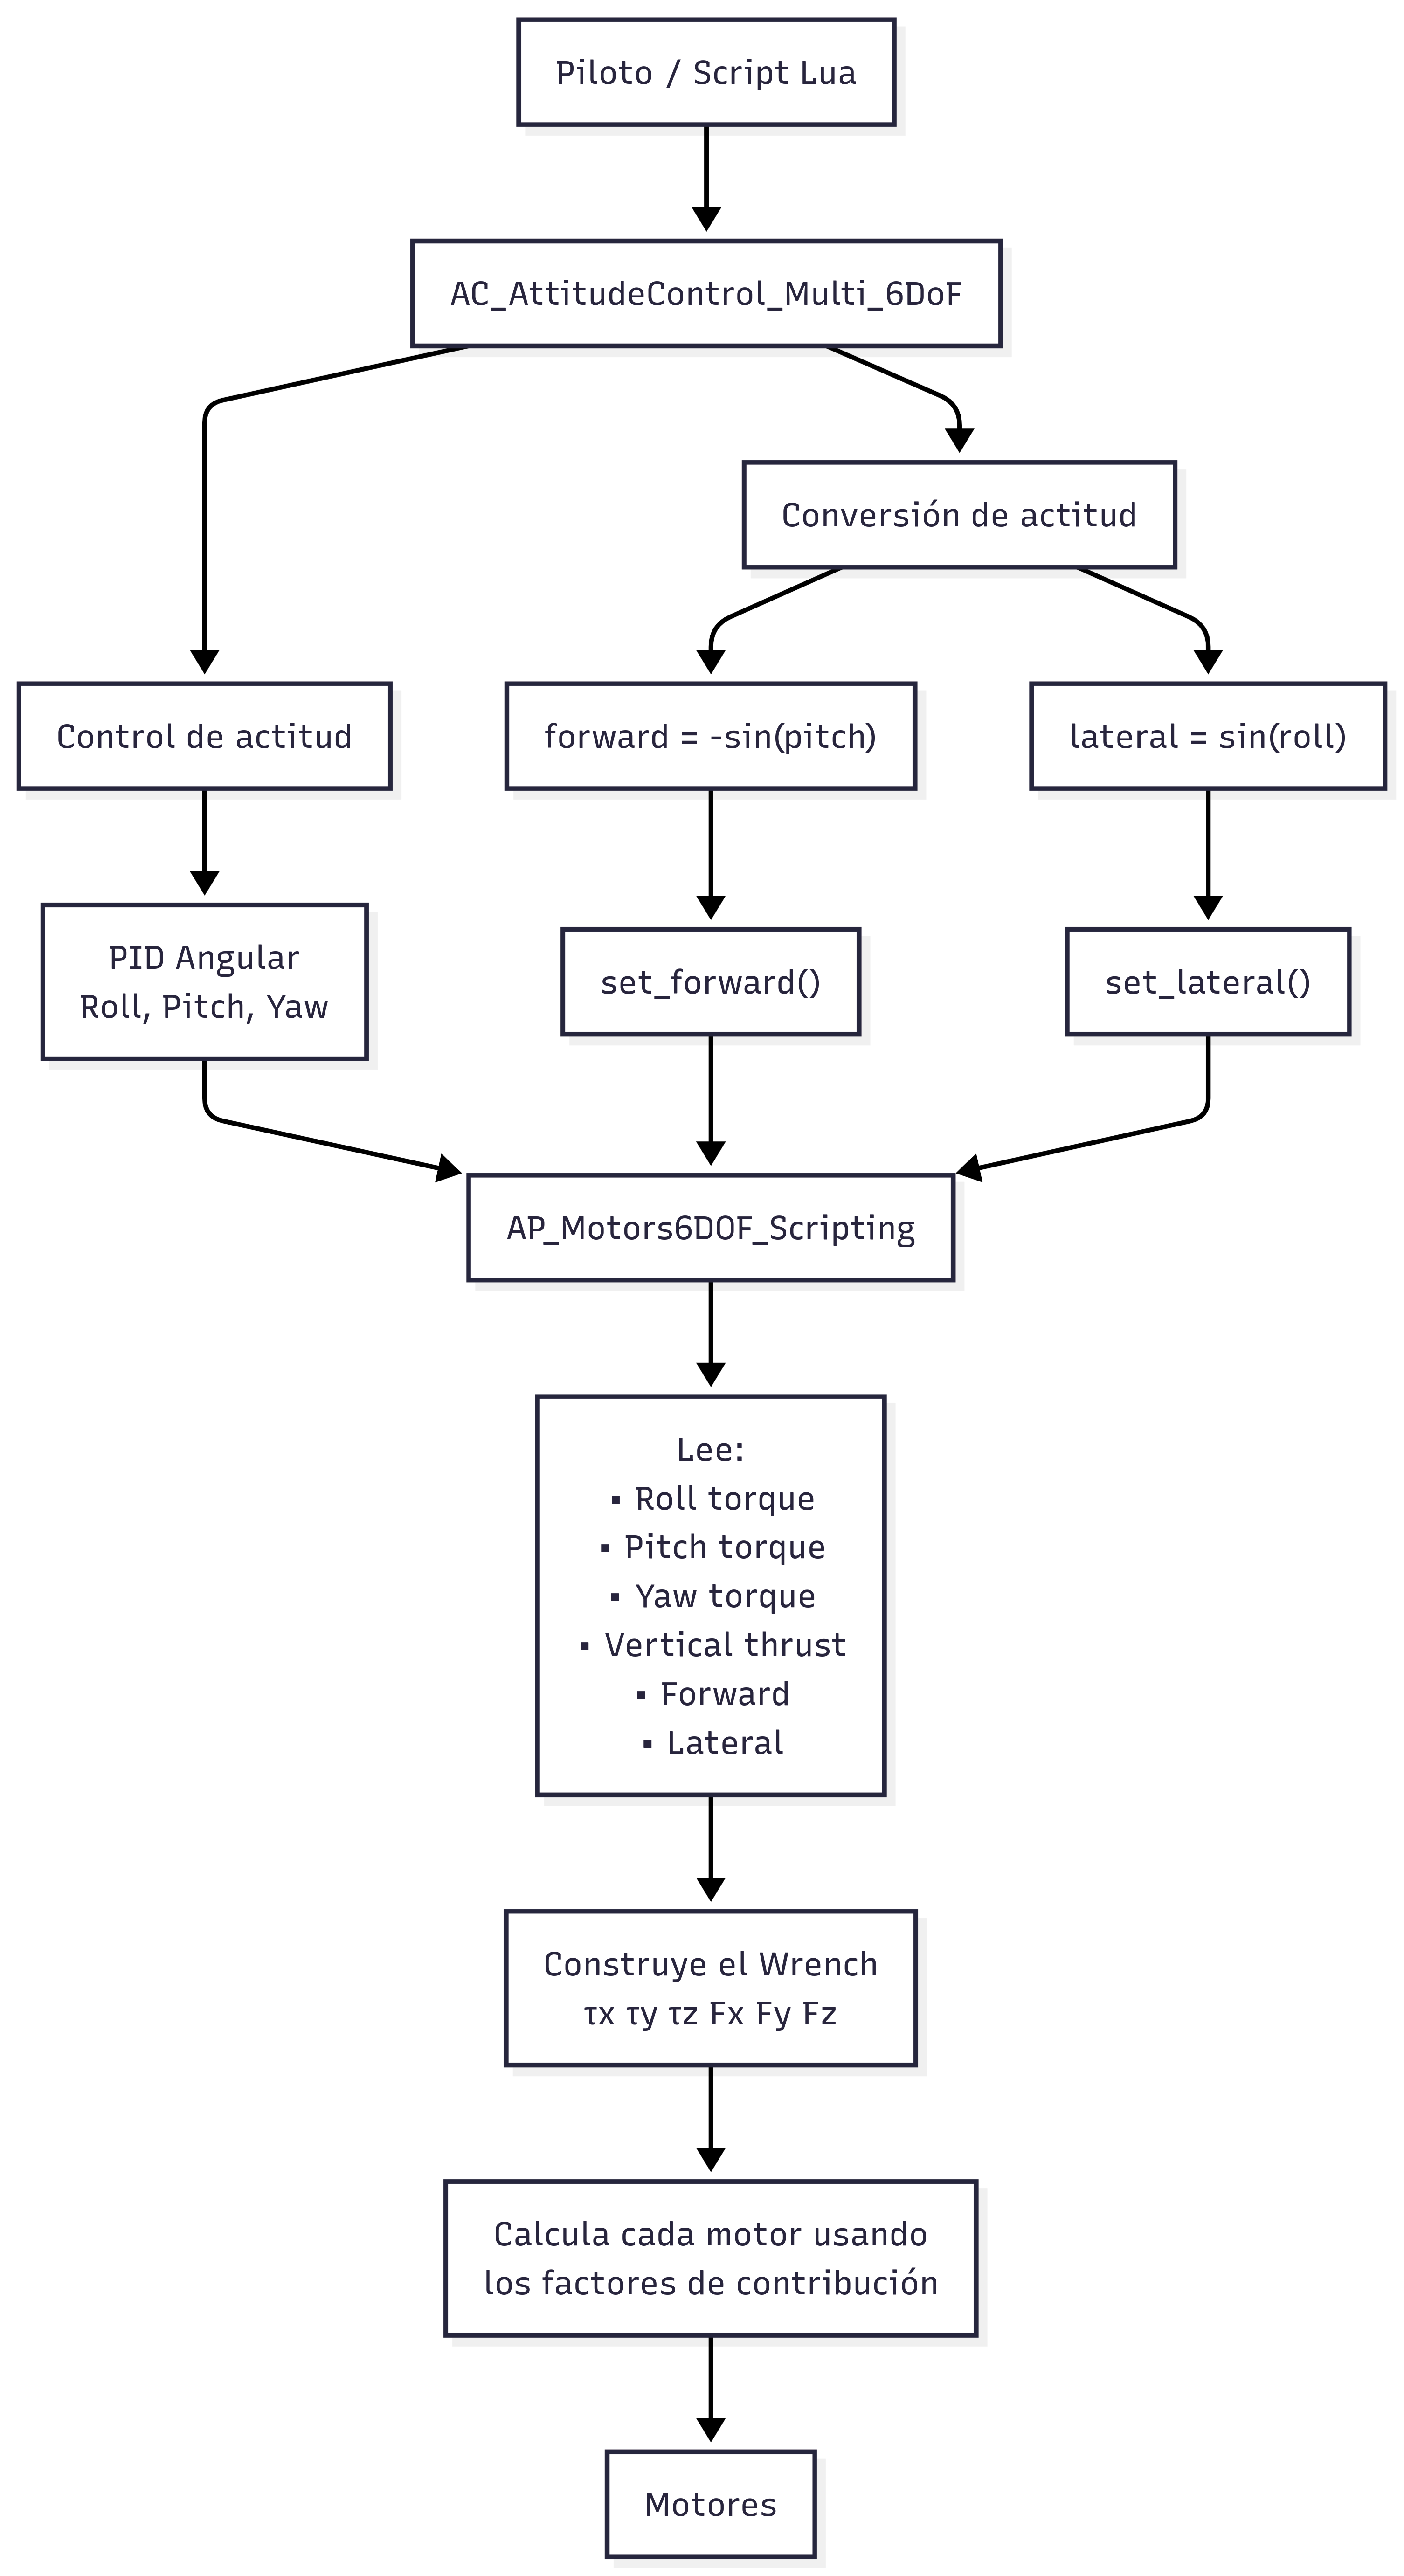 Piloto / Script Lua
AC_AttitudeControl_Multi_6DoF
Conversión de actitud
Control de actitud
forward = -sin(pitch)
lateral = sin(roll)
PID Angular
Roll, Pitch, Yaw
set_forward()
set_lateral()
AP_Motors6DOF_Scripting
Lee:
▪ Roll torque
▪ Pitch torque
▪ Yaw torque
▪ Vertical thrust
▪ Forward
▪ Lateral
Construye el Wrench
τx τy τz Fx Fy Fz
Calcula cada motor usando
los factores de contribución
Motores